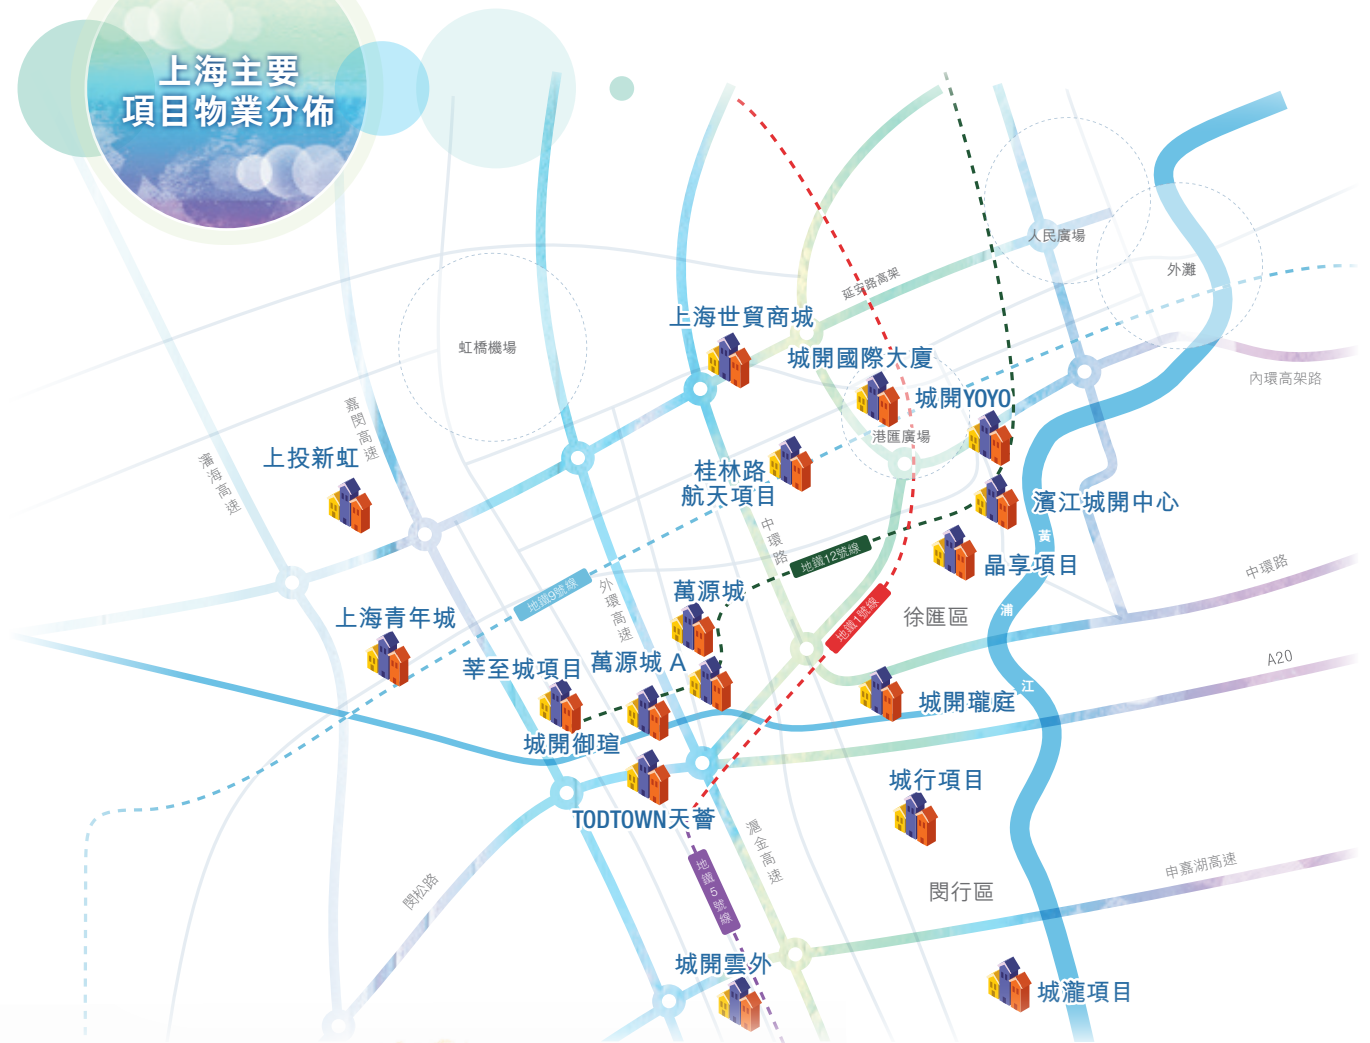 上海主要
項目物業分佈
人民廣場
外灘
延安路高架
上海世貿商城
虹橋機場
城開國際大廈
內環高架路
城開YOYO
嘉閔高速
港匯廣場
上投新虹
瀋海高速
桂林路
航天項目
濱江城開中心
中環路
黃
地鐵12號線
晶享項目
中環路
地鐵9號線
外環高速
萬源城
地鐵1號線
徐匯區
浦
上海青年城
莘至城項目
萬源城 A
A20
江
城開瓏庭
城開御瑄
城行項目
TODTOWN天薈
滬金高速
地鐵5號線
閔松路
申嘉湖高速
閔行區
城開雲外
城瀧項目